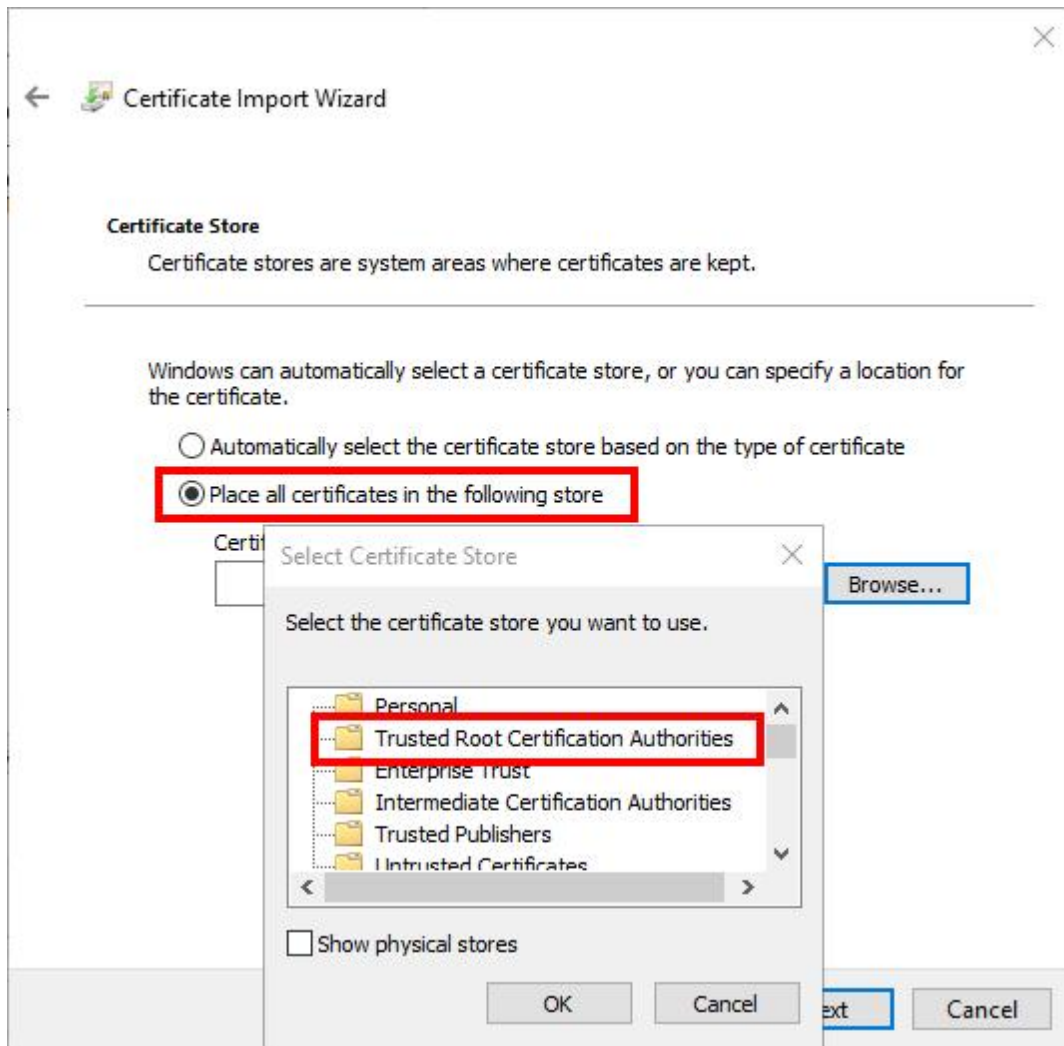 Certificate Import Wizard
Certificate Store
Certificate stores are system areas where certificates are kept.
Windows can automatically select a certificate store, or you can specify a location for
the certificate.
Automatically select the certificate store based on the type of certificate
Place all certificates in the following store
Select Certificate Store
Browse...
Select the certificate store you want to use.
Personal
Trusted Root Certification Authorities
Enterprise Trust
Intermediate Certification Authorities
Trusted Publishers
Untrusted Certificates
Show physical stores
OK
Cancel
Cancel